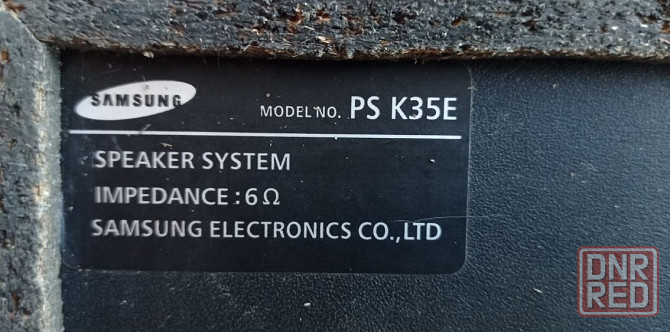 SAMSUNG
MODEL NO. PS K35E
SPEAKER SYSTEM
IMPEDANCE : 6 Ω
SAMSUNG ELECTRONICS CO.,LTD
DNR
RED